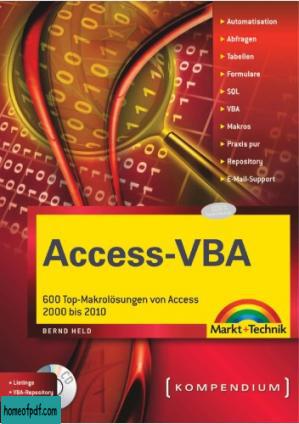 Automatisation
Abfragen
Tabellen
Formulare
SQL
VBA
Makros
Praxis pur
Repository
E-Mail-Support
Access-VBA
600 Top-Makrolösungen von Access
2000 bis 2010
BERND HELD
Markt+Technik
CD
• Listings
• VBA-Repository
[KOMPENDIUM]
homeofpdf.com